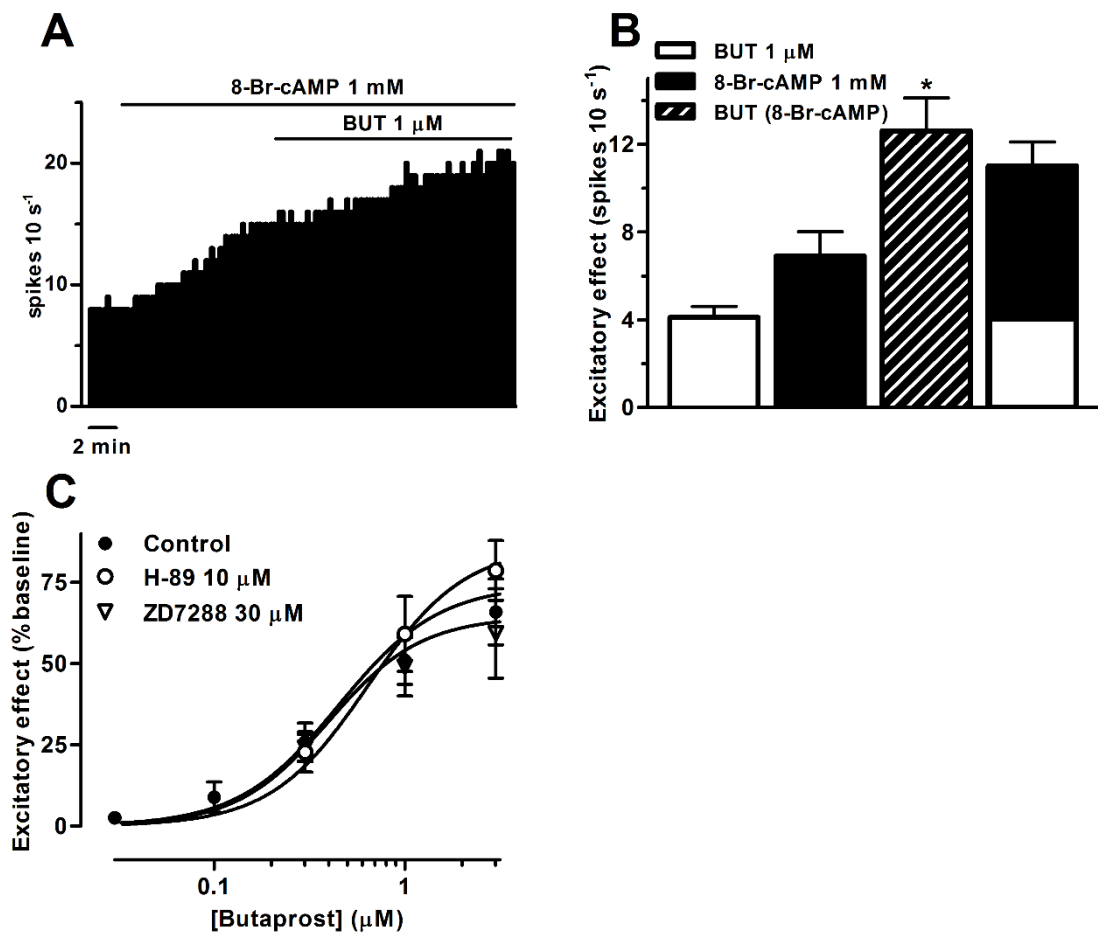 A
8-Br-cAMP 1 mM
BUT 1 μM
20
10
0
spikes 10 s⁻¹
2 min
B
BUT 1 μM
8-Br-cAMP 1 mM
BUT (8-Br-cAMP)
*
12
8
4
0
Excitatory effect (spikes 10 s⁻¹)
C
Control
H-89 10 μM
ZD7288 30 μM
75
50
25
0
Excitatory effect (% baseline)
0.1 1
[Butaprost] (μM)